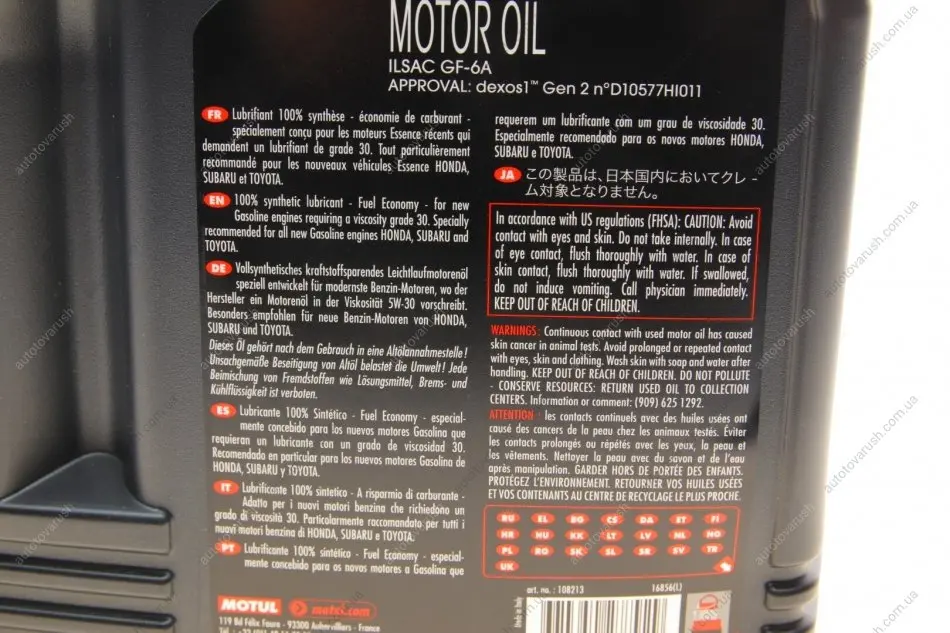 MOTOR OIL
ILSAC GF-6A
APPROVAL: dexos1™ Gen 2 n°D10577HI011
FR Lubrifiant 100% synthèse - économie de carburant -
spécialement conçu pour les moteurs Essence récents qui
demandent un lubrifiant de grade 30. Tout particulièrement
recommandé pour les nouveaux véhicules Essence HONDA,
SUBARU et TOYOTA.
EN 100% synthetic lubricant - Fuel Economy - for new
Gasoline engines requiring a viscosity grade 30. Specially
recommended for all new Gasoline engines HONDA, SUBARU and
TOYOTA.
DE Vollsynthetisches kraftstoffsparendes Leichtlaufmotorenöl
speziell entwickelt für modernste Benzin-Motoren, wo der
Hersteller ein Motorenöl in der Viskosität 5W-30 vorschreibt.
Besonders empfohlen für neue Benzin-Motoren von HONDA,
SUBARU und TOYOTA.
Dieses Öl gehört nach dem Gebrauch in eine Altölannahmestelle!
Unsachgemäße Beseitigung von Altöl belastet die Umwelt! Jede
Beimischung von Fremdstoffen wie Lösungsmittel, Brems- und
Kühlflüssigkeit ist verboten.
ES Lubricante 100% Sintético - Fuel Economy - especial-
mente concebido para los nuevos motores Gasolina que
requieran un lubricante con un grado de viscosidad 30.
Recomendado en particular para los nuevos motores Gasolina de
HONDA, SUBARU y TOYOTA.
IT Lubrificante 100% sintetico - A risparmio di carburante -
Adatto per i nuovi motori benzina che richiedono un
grado di viscosità 30. Particolarmente raccomandato per tutti i
nuovi motori benzina di HONDA, SUBARU e TOYOTA.
PT Lubrificante 100% sintético - Fuel Economy - especial-
mente concebido para os novos motores a Gasolina que
requerem um lubrificante com um grau de viscosidade 30.
Especialmente recomendado para os novos motores HONDA,
SUBARU e TOYOTA.
JA この製品は、日本国内においてクレ－
ム対象となりません。
In accordance with US regulations (FHSA): CAUTION: Avoid
contact with eyes and skin. Do not take internally. In case
of eye contact, flush thoroughly with water. In case of
skin contact, flush thoroughly with water. If swallowed,
do not induce vomiting. Call physician immediately.
KEEP OUT OF REACH OF CHILDREN.
WARNINGS: Continuous contact with used motor oil has caused
skin cancer in animal tests. Avoid prolonged or repeated contact
with eyes, skin and clothing. Wash skin with soap and water after
handling. KEEP OUT OF REACH OF CHILDREN. DO NOT POLLUTE
- CONSERVE RESOURCES: RETURN USED OIL TO COLLECTION
CENTERS. Information or comment: (909) 625 1292.
ATTENTION : les contacts continuels avec des huiles usées ont
causé des cancers de la peau chez les animaux testés. Éviter
les contacts prolongés ou répétés avec les yeux, la peau et
les vêtements. Nettoyer la peau avec du savon et de l'eau
après manipulation. GARDER HORS DE PORTÉE DES ENFANTS.
PROTÉGEZ L'ENVIRONNEMENT. RETOURNER VOS HUILES USÉES
ET VOS CONTENANTS AU CENTRE DE RECYCLAGE LE PLUS PROCHE.
RU EL BG CS DA ET FI
HR HU KK LT LV NL NO
PL RO SK SL SR SV TR
UK
art. no.: 108213 16856(L)
MOTUL motul.com
119 Bd Félix Faure - 93300 Aubervilliers - France
autotovarush.com.ua